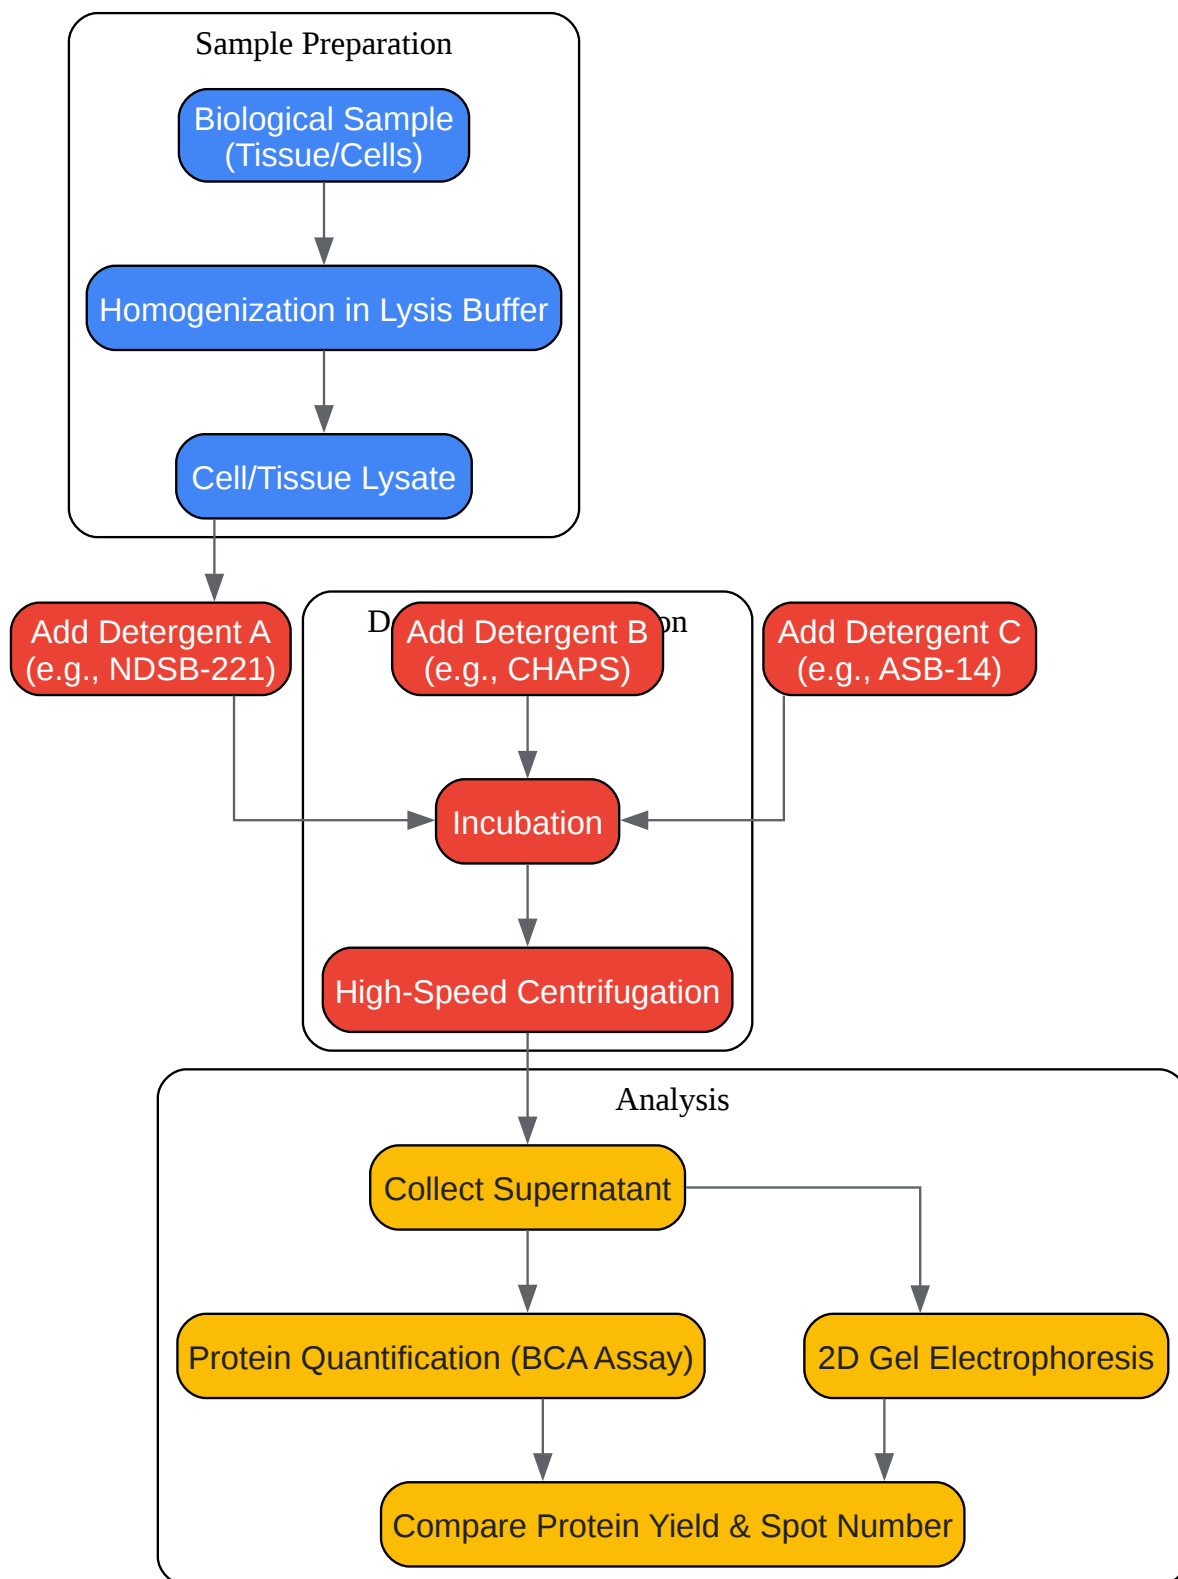 Sample Preparation
Biological Sample
(Tissue/Cells)
Homogenization in Lysis Buffer
Cell/Tissue Lysate
Add Detergent A
(e.g., NDSB-221)
Add Detergent B
(e.g., CHAPS)
Add Detergent C
(e.g., ASB-14)
Incubation
High-Speed Centrifugation
Analysis
Collect Supernatant
Protein Quantification (BCA Assay)
2D Gel Electrophoresis
Compare Protein Yield & Spot Number